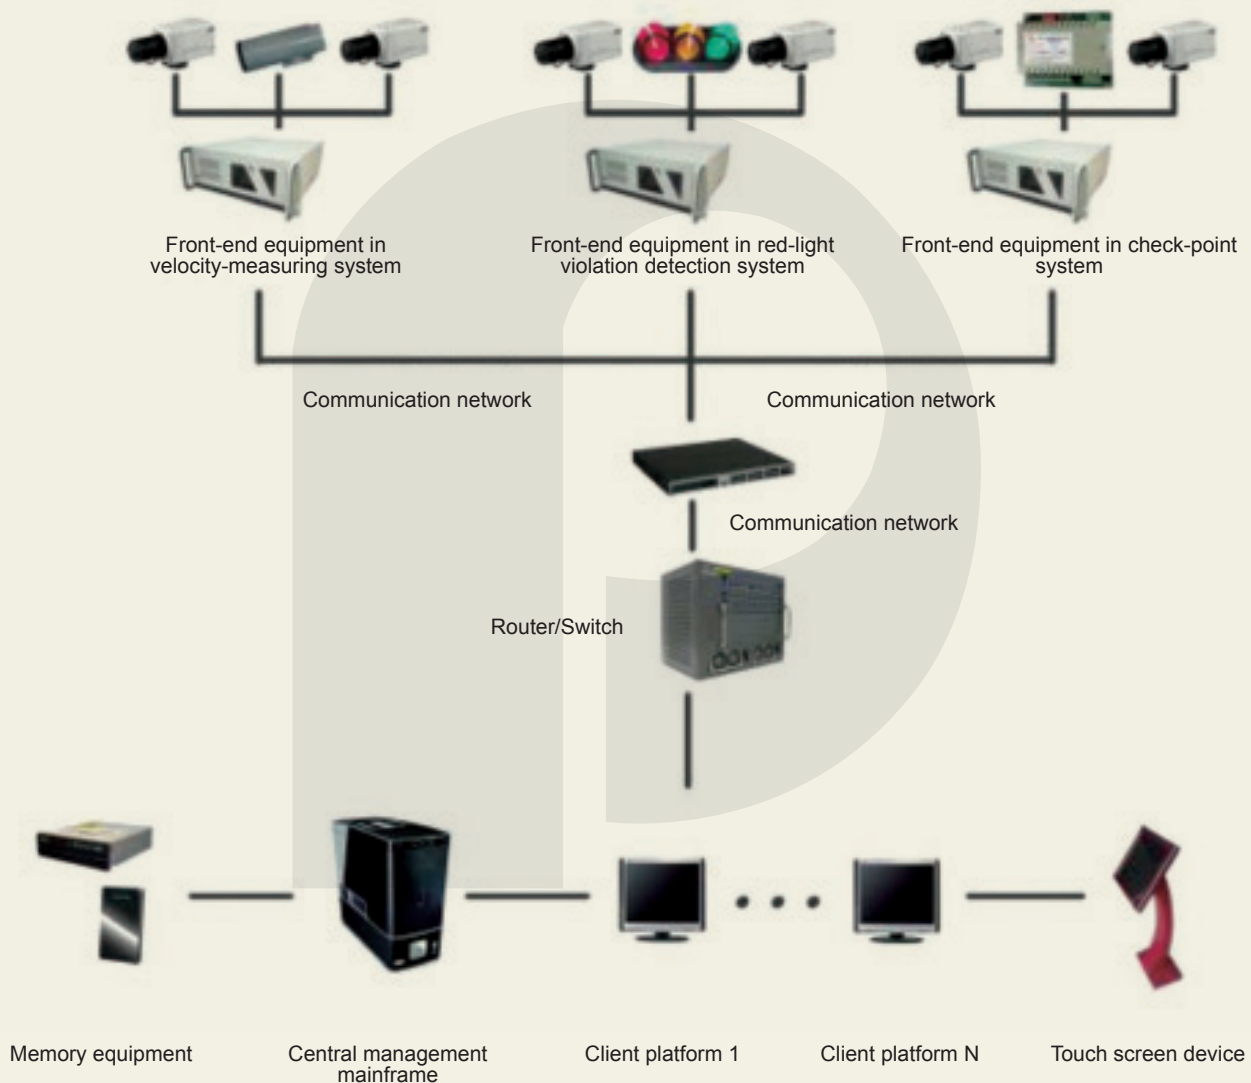 Front-end equipment in
velocity-measuring system
Front-end equipment in red-light
violation detection system
Front-end equipment in check-point
system
Communication network
Communication network
Communication network
Router/Switch
Memory equipment
Central management
mainframe
Client platform 1
Client platform N
Touch screen device